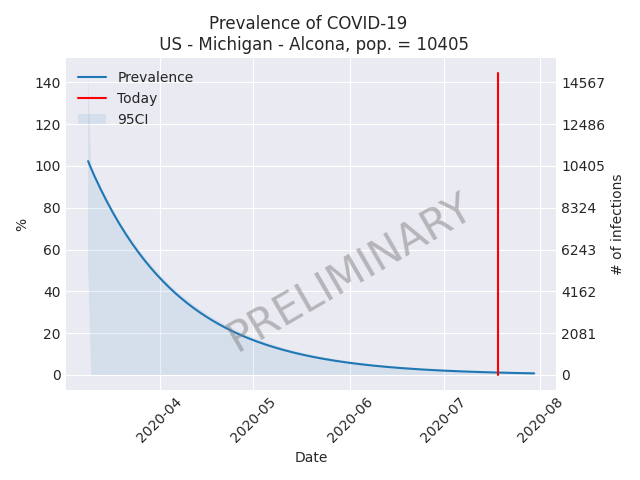 Prevalence of COVID-19
US - Michigan - Alcona, pop. = 10405
Prevalence
Today
95CI
140
120
100
80
60
40
20
0
%
14567
12486
10405
8324
6243
4162
2081
0
# of infections
PRELIMINARY
2020-04
2020-05
2020-06
2020-07
2020-08
Date